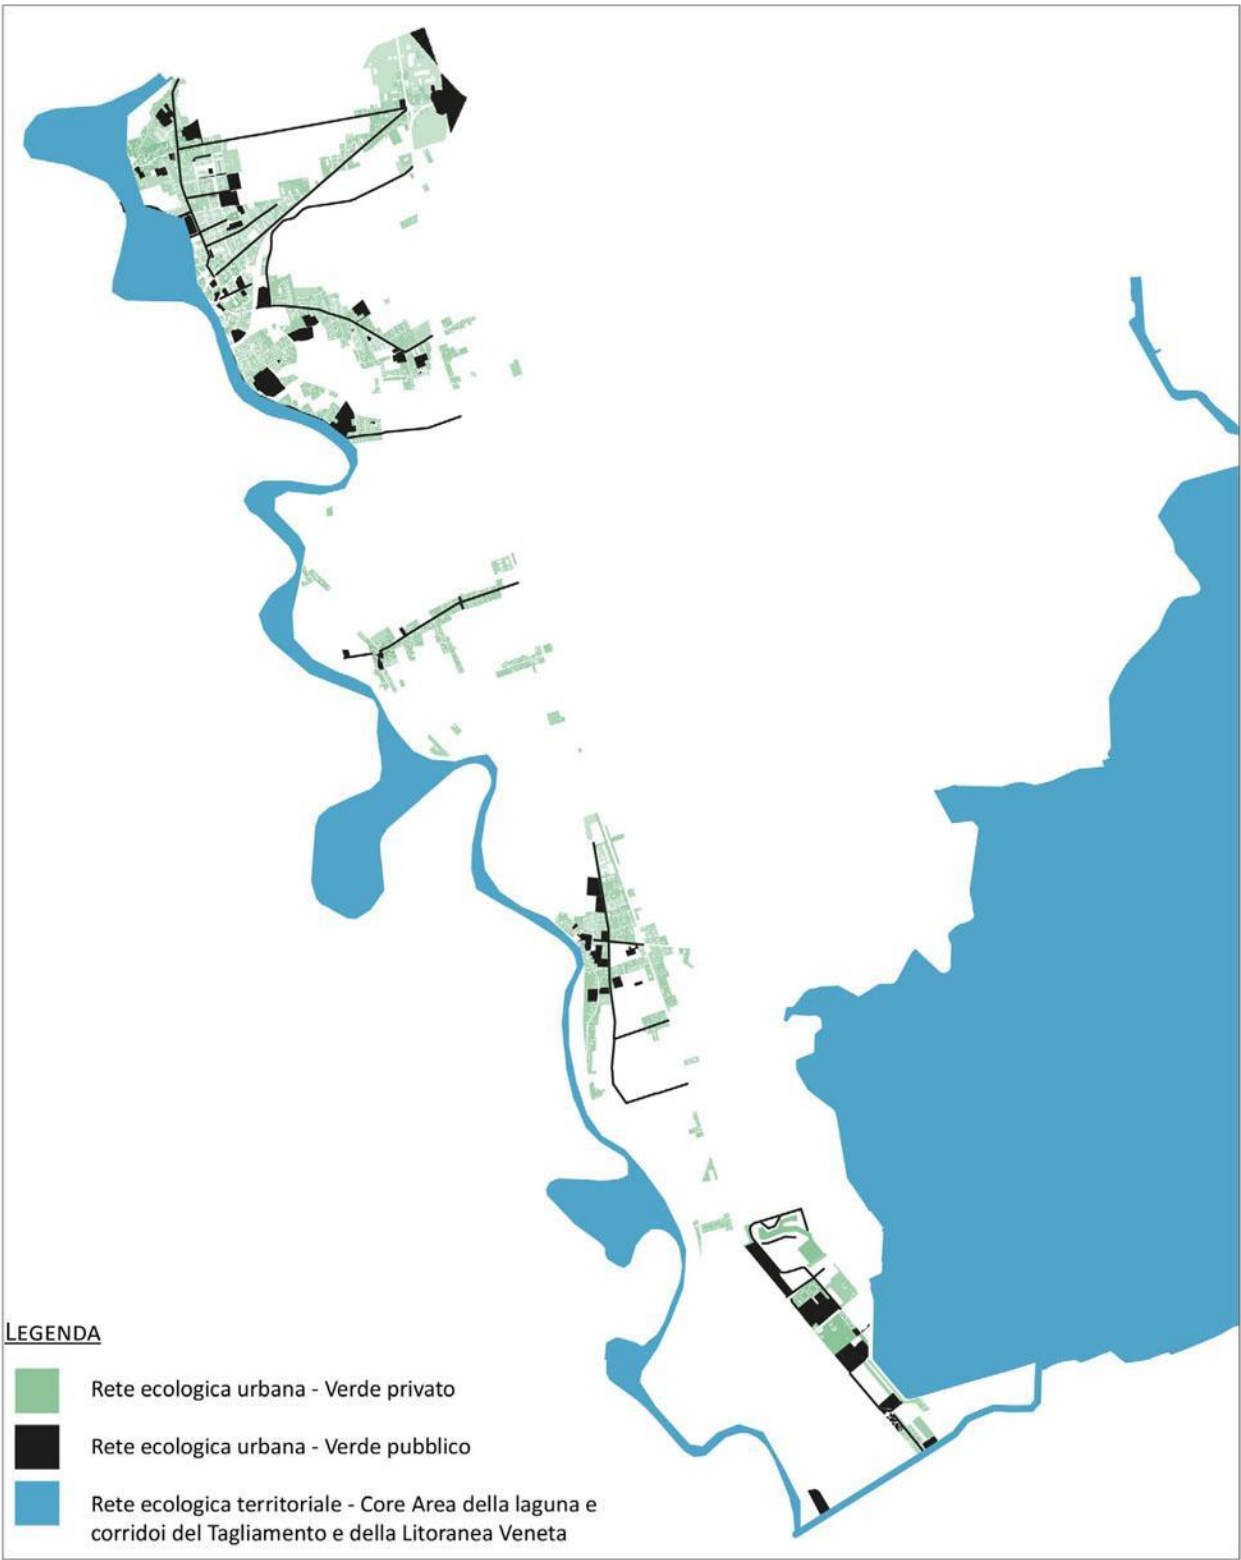 LEGENDA
Rete ecologica urbana - Verde privato
Rete ecologica urbana - Verde pubblico
Rete ecologica territoriale - Core Area della laguna e
corridoi del Tagliamento e della Litoranea Veneta